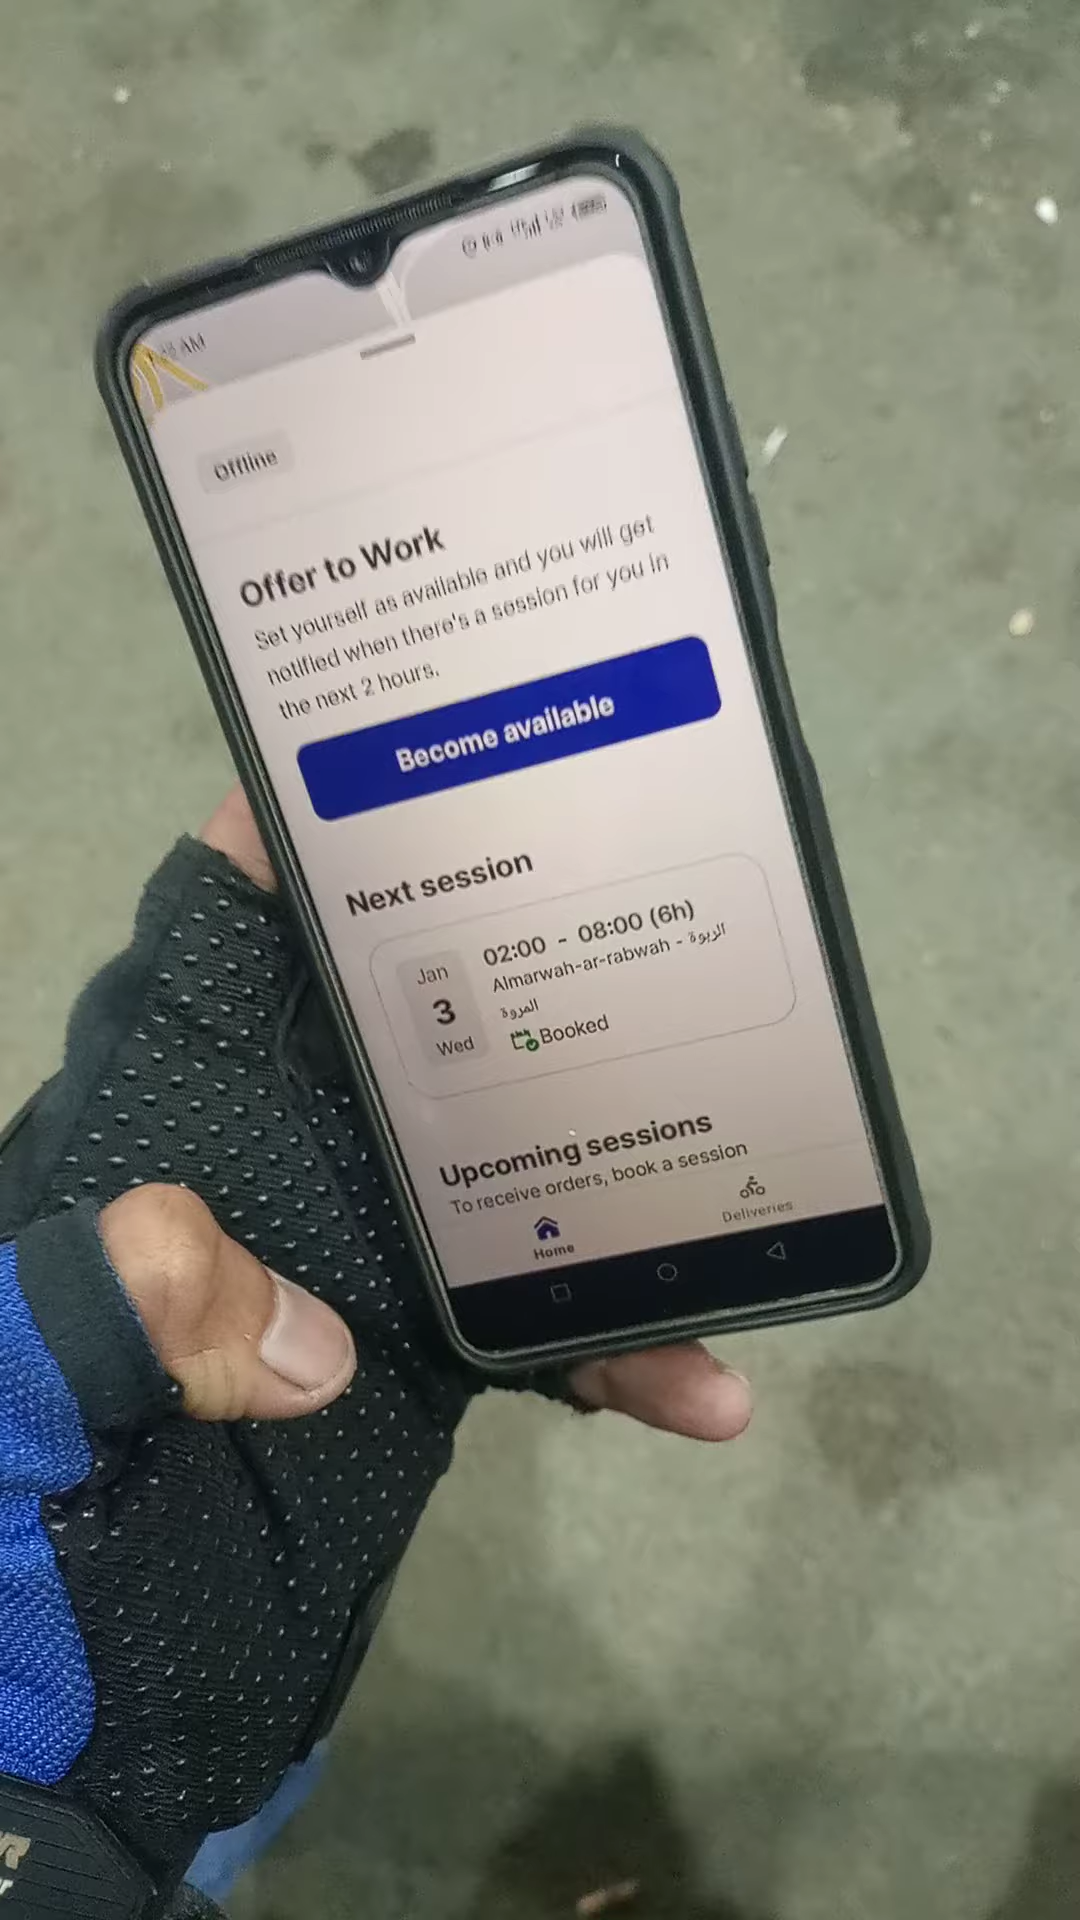 AM
Offline
Offer to Work
Set yourself as available and you will get
notified when there's a session for you in
the next 2 hours.
Become available
Next session
Jan
3
Wed
02:00 - 08:00 (6h)
Almarwah-ar-rabwah - الربوة
المروة
Booked
Upcoming sessions
To receive orders, book a session
Home
Deliveries